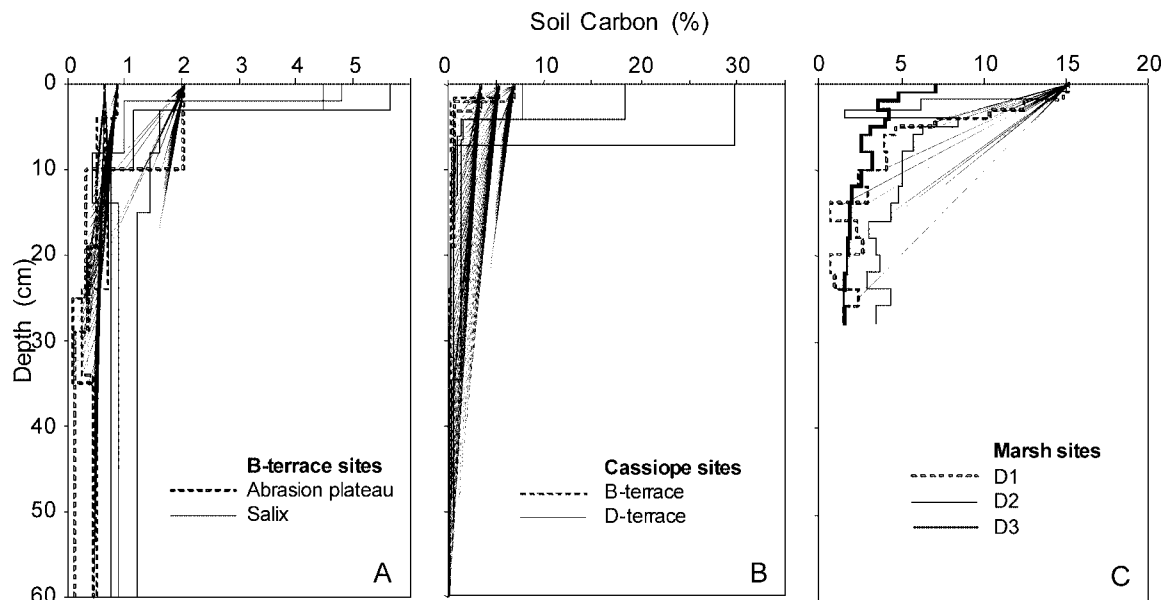 Soil Carbon (%)
0 1 2 3 4 5 6
0 10 20 30
0 5 10 15 20
Depth (cm)
0
10
20
30
40
50
60
B-terrace sites
Abrasion plateau
Salix
A
Cassiope sites
B-terrace
D-terrace
B
Marsh sites
D1
D2
D3
C